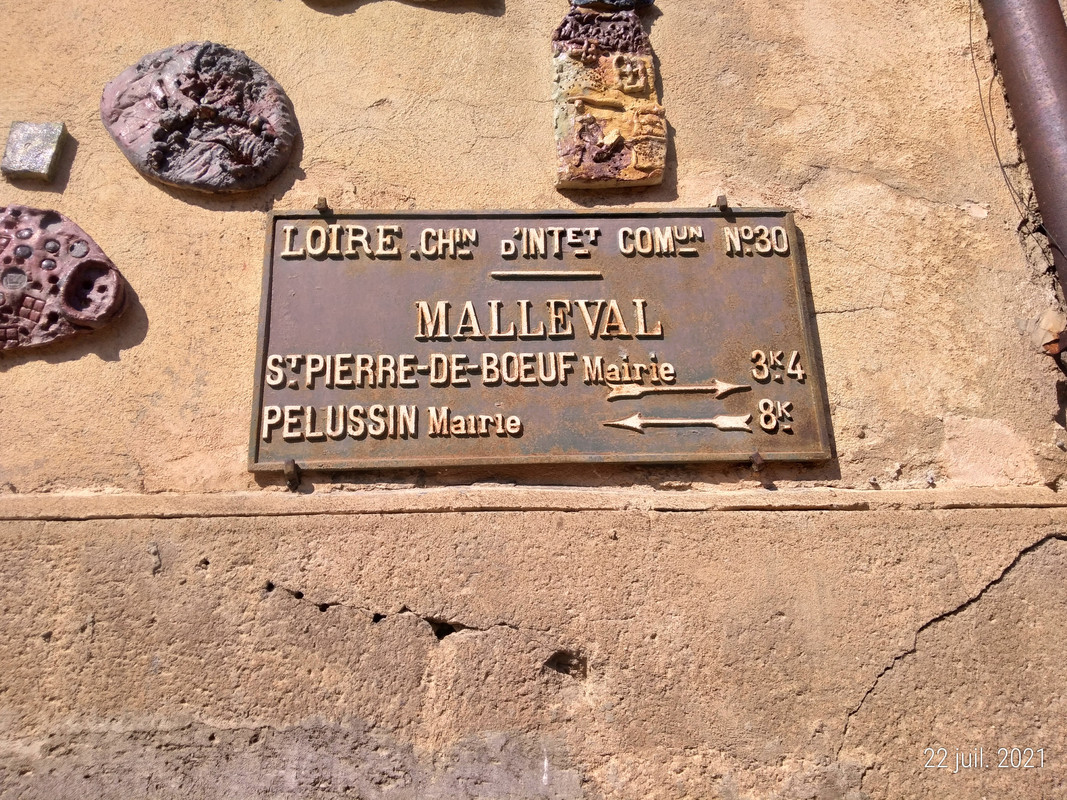 LOIRE . CHIN D'INTET COMUN No30
MALLEVAL
ST PIERRE-DE-BOEUF Mairie 3K4
PELUSSIN Mairie 8K
22 juil. 2021